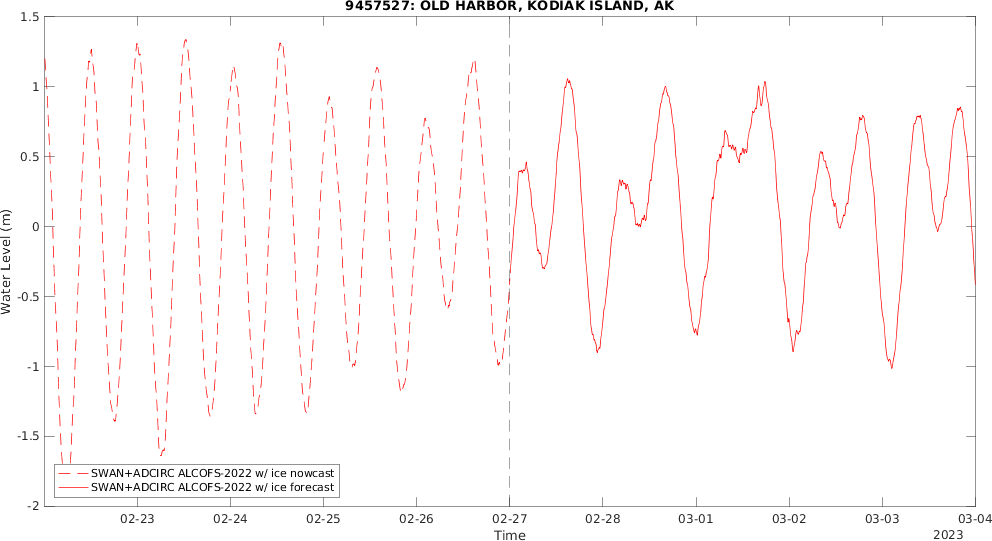 9457527: OLD HARBOR, KODIAK ISLAND, AK
1.5
1
0.5
0
-0.5
-1
-1.5
-2
Water Level (m)
SWAN+ADCIRC ALCOFS-2022 w/ ice nowcast
SWAN+ADCIRC ALCOFS-2022 w/ ice forecast
02-23 02-24 02-25 02-26 02-27 02-28 03-01 03-02 03-03 03-04
Time
2023